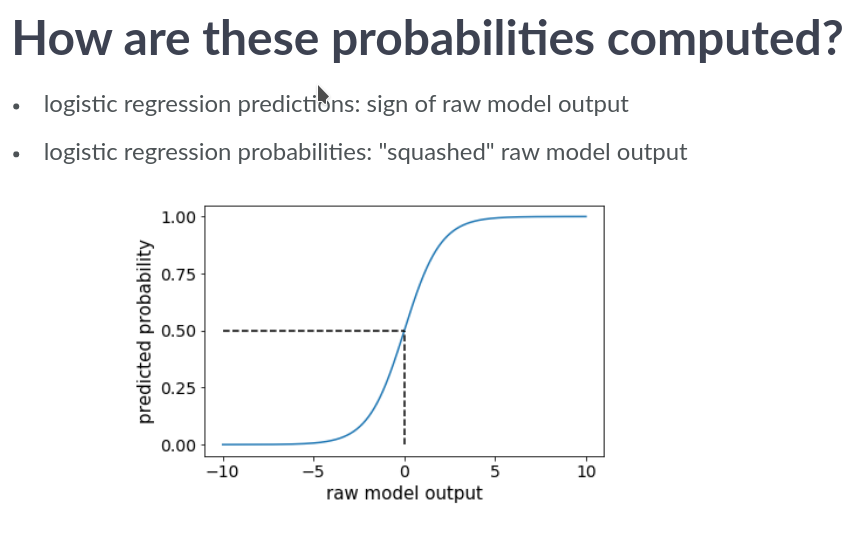 How are these probabilities computed?
• logistic regression predictions: sign of raw model output
• logistic regression probabilities: "squashed" raw model output
1.00
0.75
0.50
0.25
0.00
predicted probability
−10 −5 0 5 10
raw model output